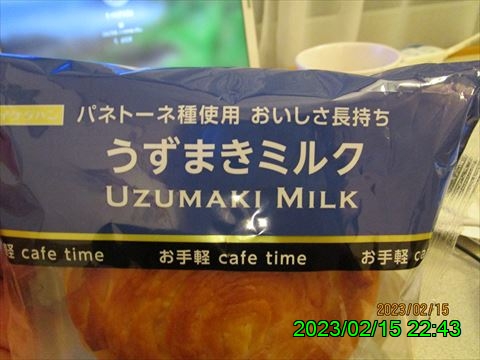 パネトーネ種使用 おいしさ長持ち
うずまきミルク
UZUMAKI MILK
軽 cafe time
お手軽 cafe time
お手軽 cafe
2023/02/15
2023/02/15 22:43